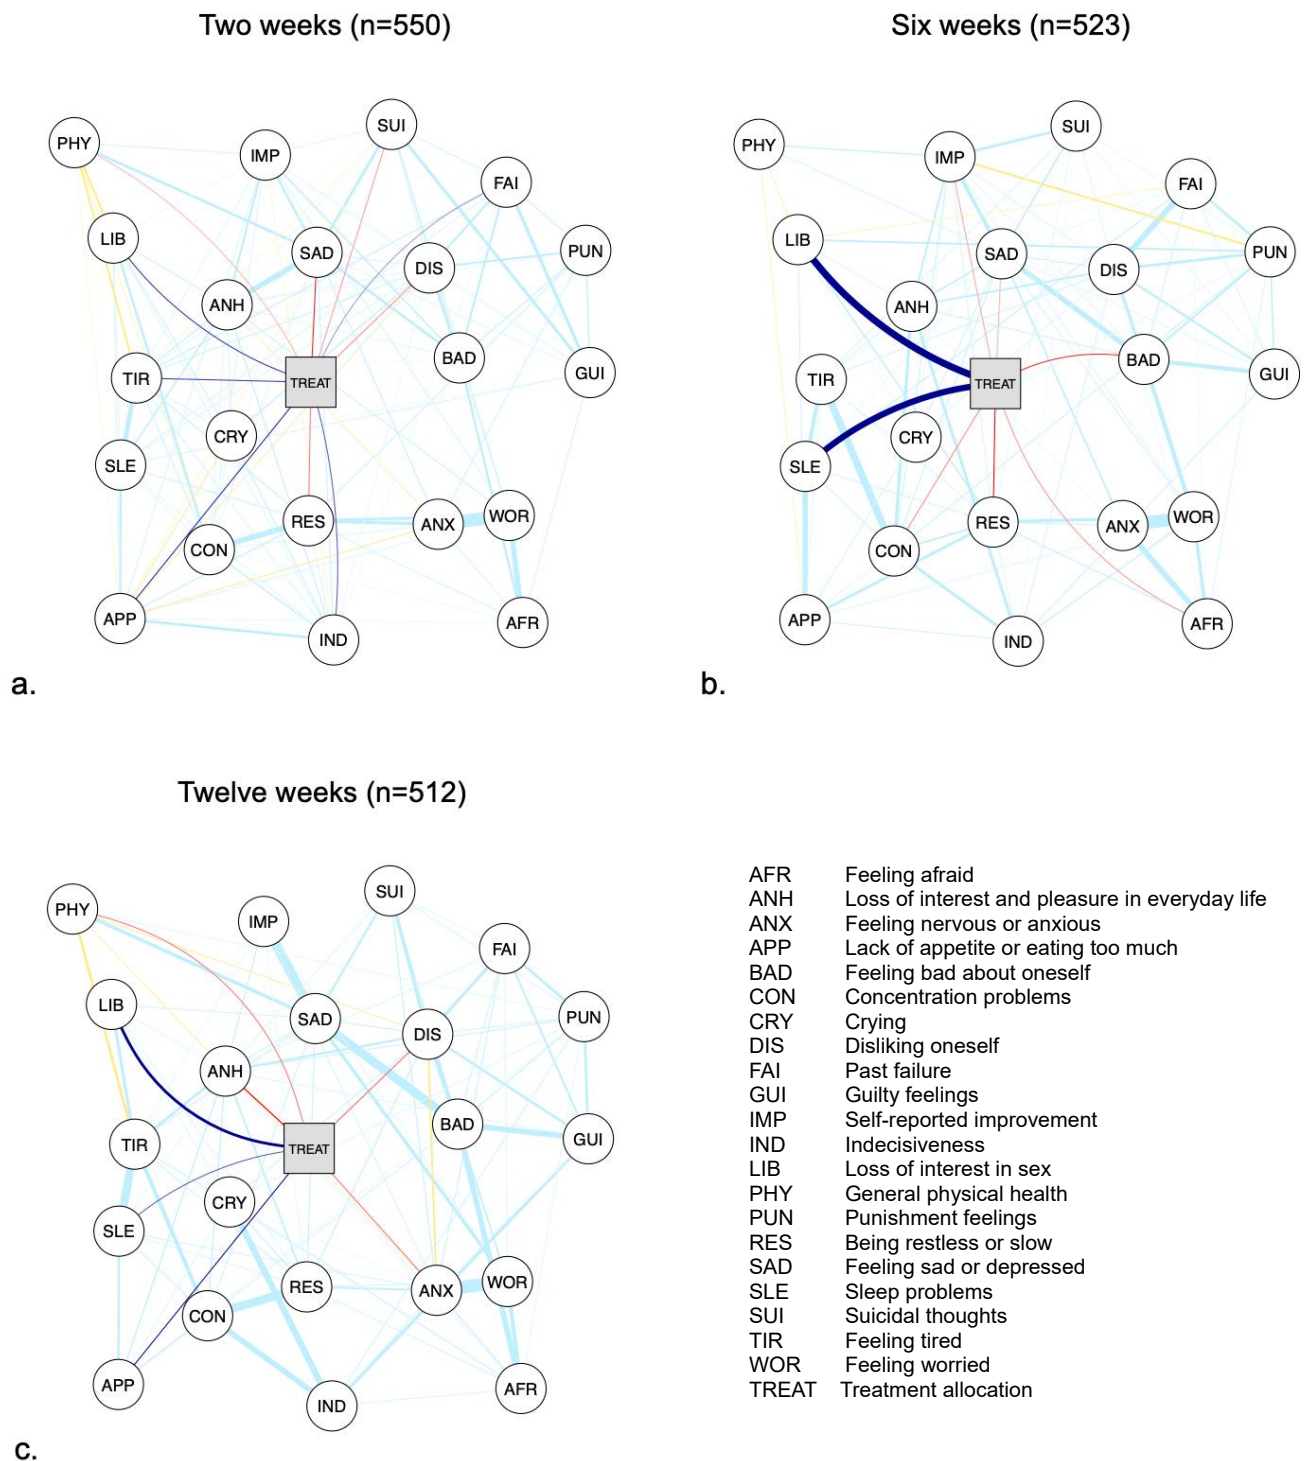 Two weeks (n=550)
PHY
IMP
SUI
FAI
LIB
SAD
DIS
PUN
ANH
BAD
TIR
TREAT
GUI
CRY
SLE
RES
ANX
WOR
CON
APP
IND
AFR
a.
Six weeks (n=523)
PHY
IMP
SUI
FAI
LIB
SAD
DIS
PUN
ANH
BAD
TIR
TREAT
GUI
CRY
SLE
RES
ANX
WOR
CON
APP
IND
AFR
b.
Twelve weeks (n=512)
PHY
IMP
SUI
FAI
LIB
SAD
DIS
PUN
ANH
BAD
TIR
TREAT
GUI
CRY
SLE
RES
ANX
WOR
CON
APP
IND
AFR
c.
AFR Feeling afraid
ANH Loss of interest and pleasure in everyday life
ANX Feeling nervous or anxious
APP Lack of appetite or eating too much
BAD Feeling bad about oneself
CON Concentration problems
CRY Crying
DIS Disliking oneself
FAI Past failure
GUI Guilty feelings
IMP Self-reported improvement
IND Indecisiveness
LIB Loss of interest in sex
PHY General physical health
PUN Punishment feelings
RES Being restless or slow
SAD Feeling sad or depressed
SLE Sleep problems
SUI Suicidal thoughts
TIR Feeling tired
WOR Feeling worried
TREAT Treatment allocation